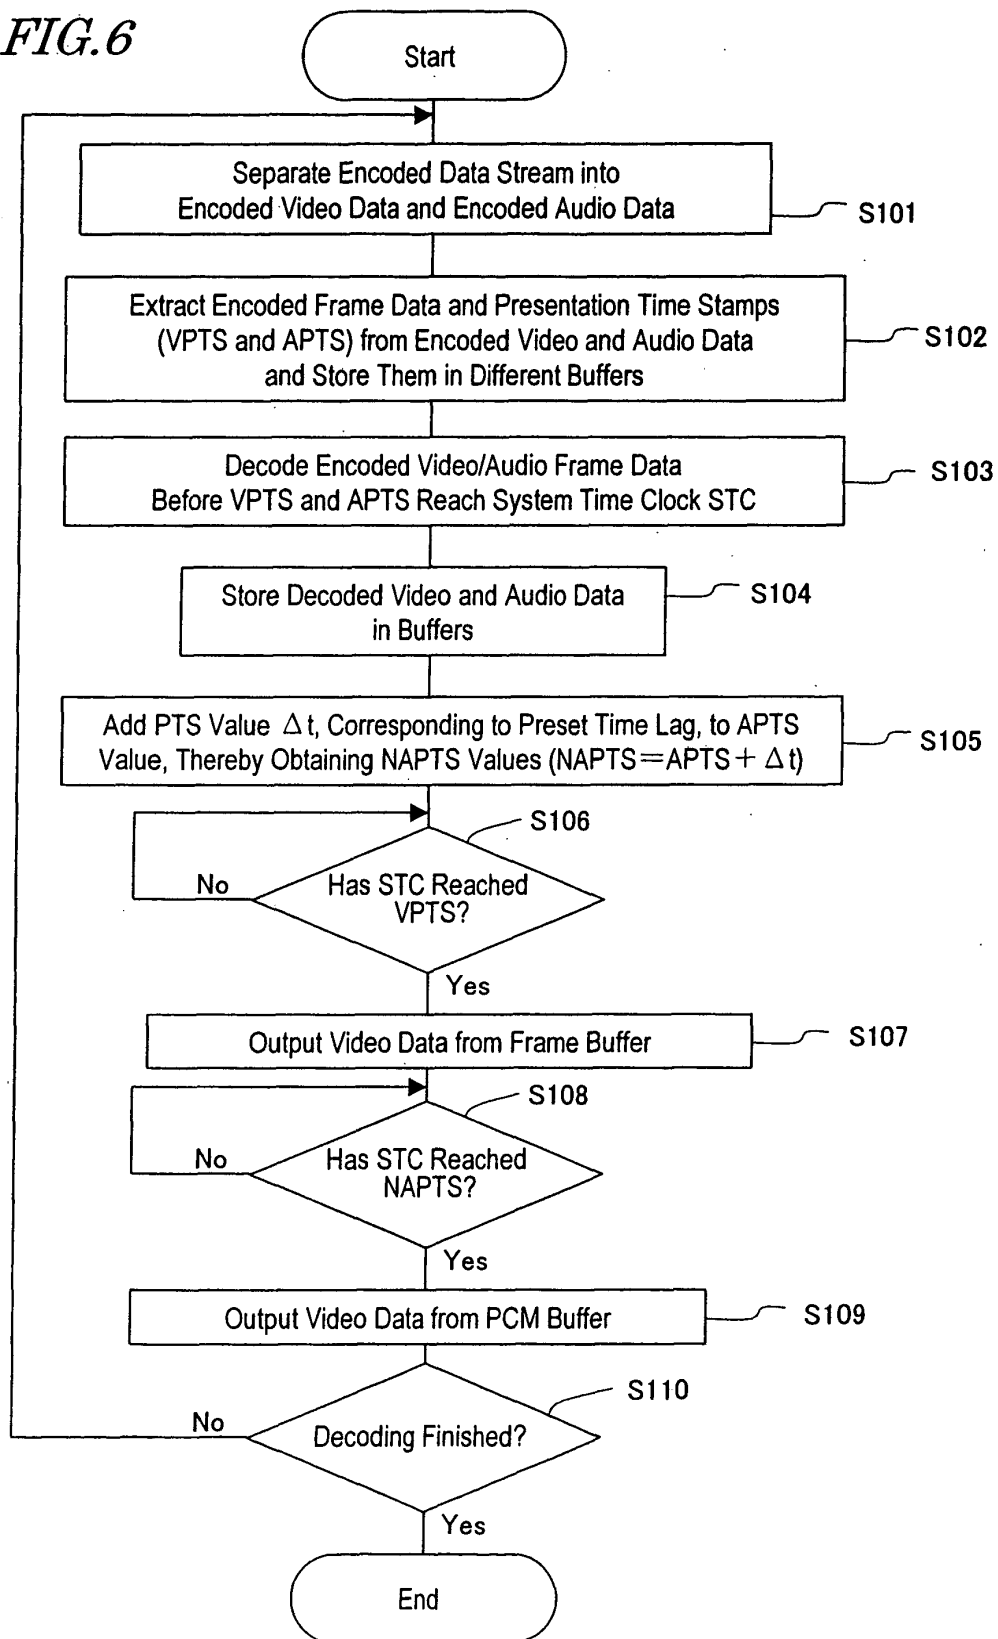 FIG.6
Start
Separate Encoded Data Stream into
Encoded Video Data and Encoded Audio Data
S101
Extract Encoded Frame Data and Presentation Time Stamps
(VPTS and APTS) from Encoded Video and Audio Data
and Store Them in Different Buffers
S102
Decode Encoded Video/Audio Frame Data
Before VPTS and APTS Reach System Time Clock STC
S103
Store Decoded Video and Audio Data
in Buffers
S104
Add PTS Value Δt, Corresponding to Preset Time Lag, to APTS
Value, Thereby Obtaining NAPTS Values (NAPTS=APTS+Δt)
S105
S106
Has STC Reached
VPTS?
No
Yes
Output Video Data from Frame Buffer
S107
S108
Has STC Reached
NAPTS?
No
Yes
Output Video Data from PCM Buffer
S109
S110
Decoding Finished?
No
Yes
End